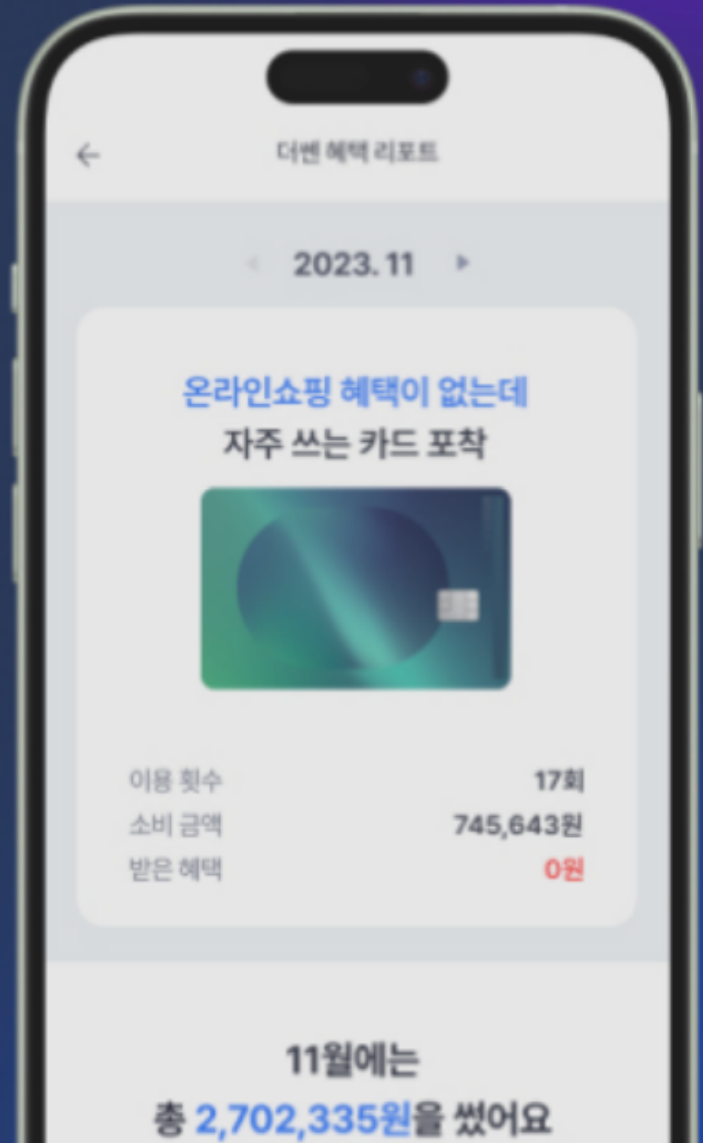 더쎈 혜택 리포트
2023. 11
온라인쇼핑 혜택이 없는데
자주 쓰는 카드 포착
이용 횟수 17회
소비 금액 745,643원
받은 혜택 0원
11월에는
총 2,702,335원을 썼어요